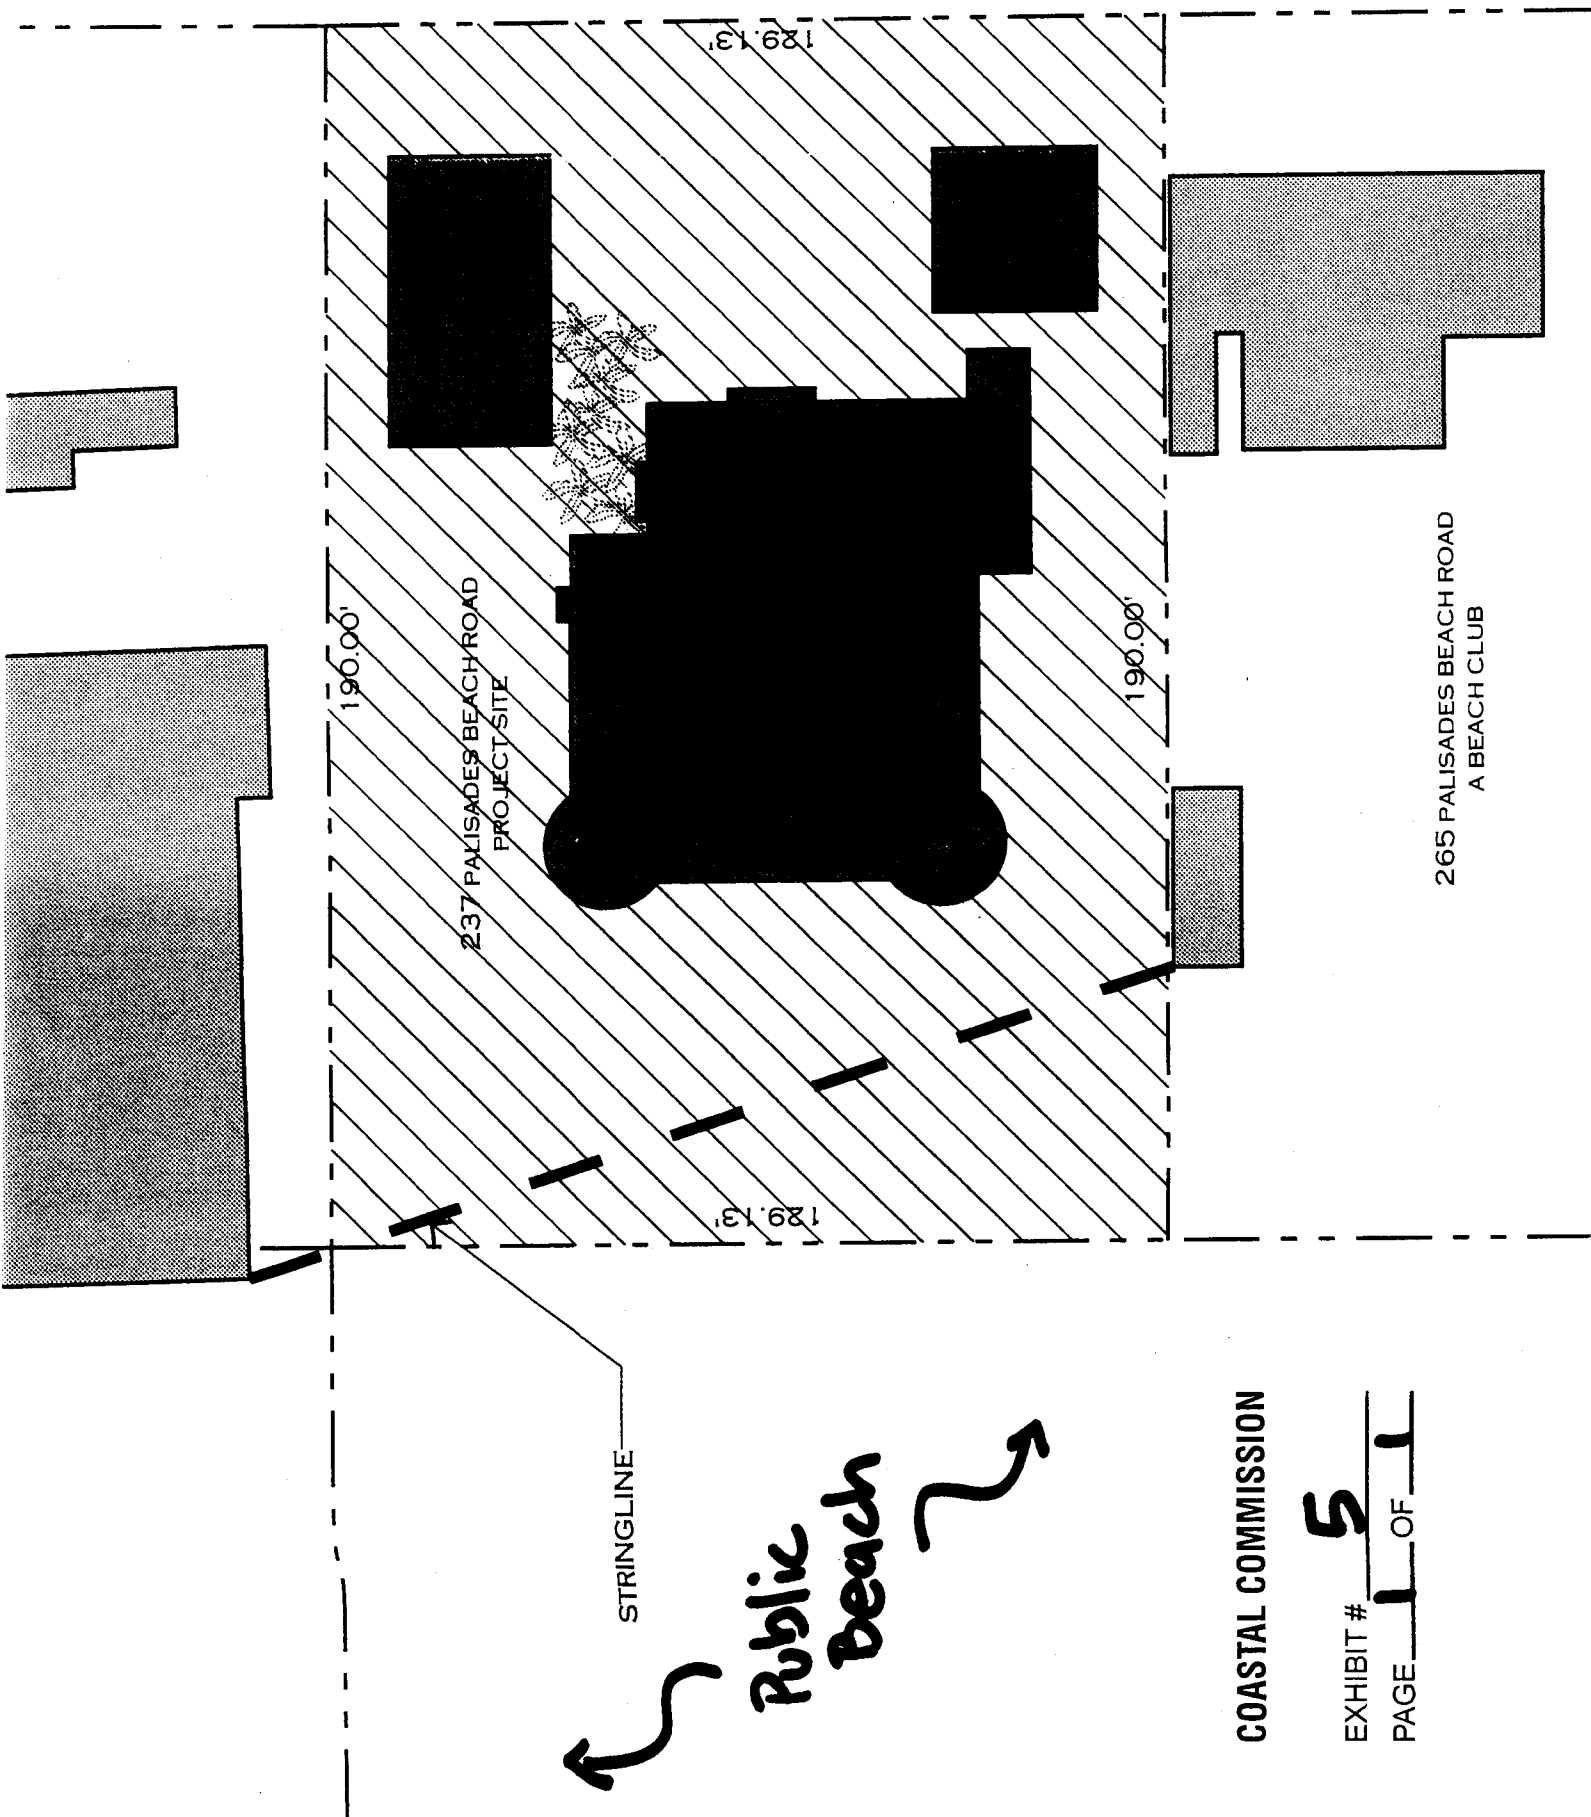 129.13'
190.00'
237 PALISADES BEACH ROAD
PROJECT SITE
190.00'
265 PALISADES BEACH ROAD
A BEACH CLUB
129.13'
STRINGLINE
Public
Beach
COASTAL COMMISSION
EXHIBIT # 5
PAGE 1 OF 1